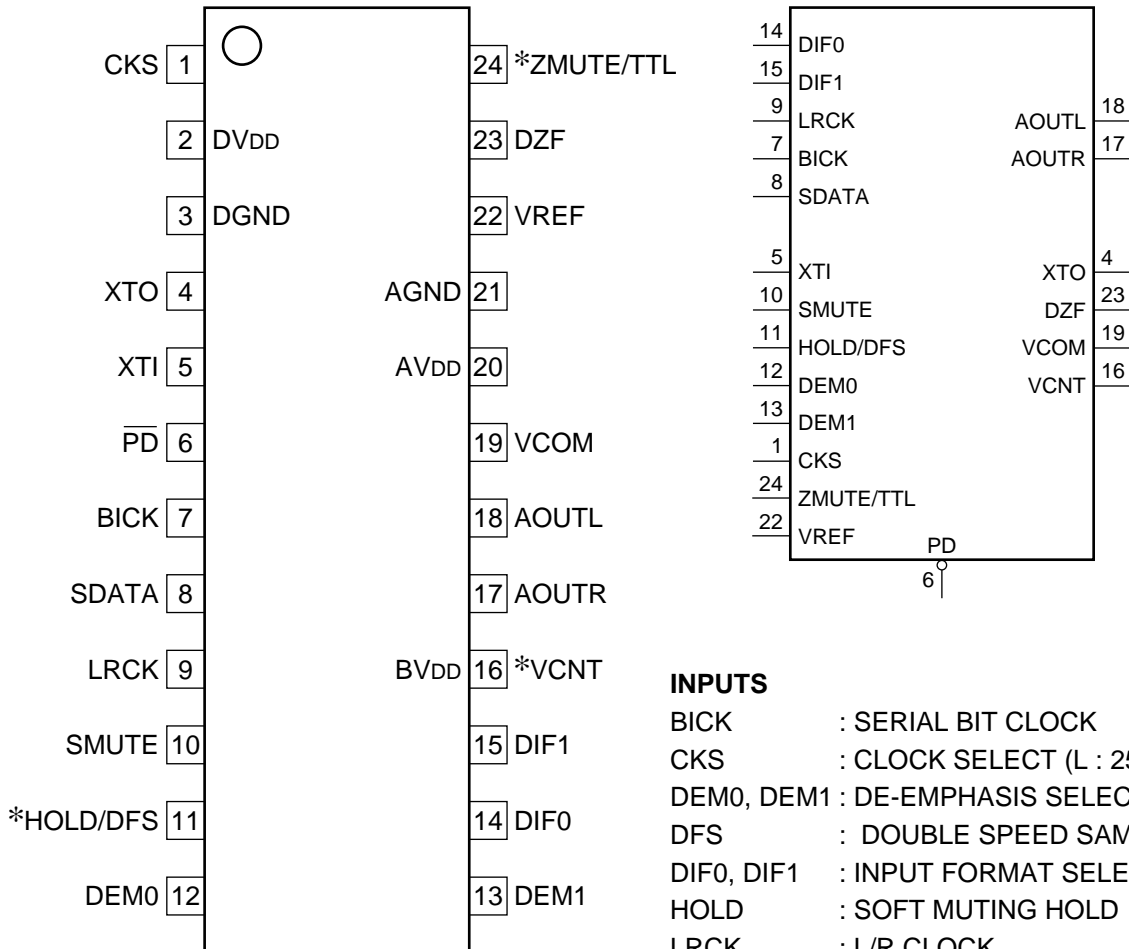 CKS 1
24 *ZMUTE/TTL
2 DVDD
23 DZF
3 DGND
22 VREF
XTO 4
AGND 21
XTI 5
AVDD 20
PD 6
19 VCOM
BICK 7
18 AOUTL
SDATA 8
17 AOUTR
LRCK 9
BVDD 16 *VCNT
SMUTE 10
15 DIF1
*HOLD/DFS 11
14 DIF0
DEM0 12
13 DEM1
14 DIF0
15 DIF1
9 LRCK
AOUTL 18
7 BICK
AOUTR 17
8 SDATA
5 XTI
XTO 4
10 SMUTE
DZF 23
11 HOLD/DFS
VCOM 19
12 DEM0
VCNT 16
13 DEM1
1 CKS
24 ZMUTE/TTL
22 VREF
PD
6
INPUTS
BICK : SERIAL BIT CLOCK
CKS : CLOCK SELECT (L : 
DEM0, DEM1 : DE-EMPHASIS
DFS : DOUBLE SPEED
DIF0, DIF1 : INPUT FORMAT
HOLD : SOFT MUTING HOLD
LRCK : L/R CLOCK